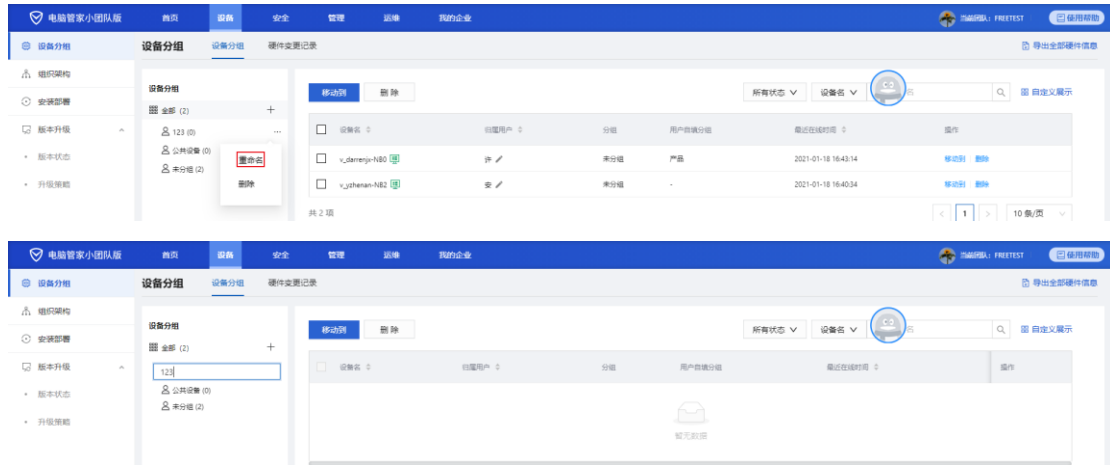 电脑管家小团队版 首页 设备 安全 管理 运维 我的企业 当前团队：FREETEST 使用帮助
设备分组 设备分组 设备分组 硬件变更记录 导出全部硬件信息
组织架构
安装部署
版本升级
版本状态
升级策略
设备分组
全部 (2) +
123 (0) ...
公共设备 (0)
未分组 (2)
重命名
删除
移动到 删 除 所有状态 设备名 名 自定义展示
设备名 归属用户 分组 用户自填分组 最近在线时间 操作
v_darrenjx-NB0 许 未分组 产品 2021-01-18 16:43:14 移动到 删除
v_yzhenan-NB2 安 未分组 - 2021-01-18 16:40:34 移动到 删除
共 2 项 < 1 > 10 条/页
电脑管家小团队版 首页 设备 安全 管理 运维 我的企业 当前团队：FREETEST 使用帮助
设备分组 设备分组 设备分组 硬件变更记录 导出全部硬件信息
组织架构
安装部署
版本升级
版本状态
升级策略
设备分组
全部 (2) +
123
公共设备 (0)
未分组 (2)
移动到 删 除 所有状态 设备名 名 自定义展示
设备名 归属用户 分组 用户自填分组 最近在线时间 操作
暂无数据